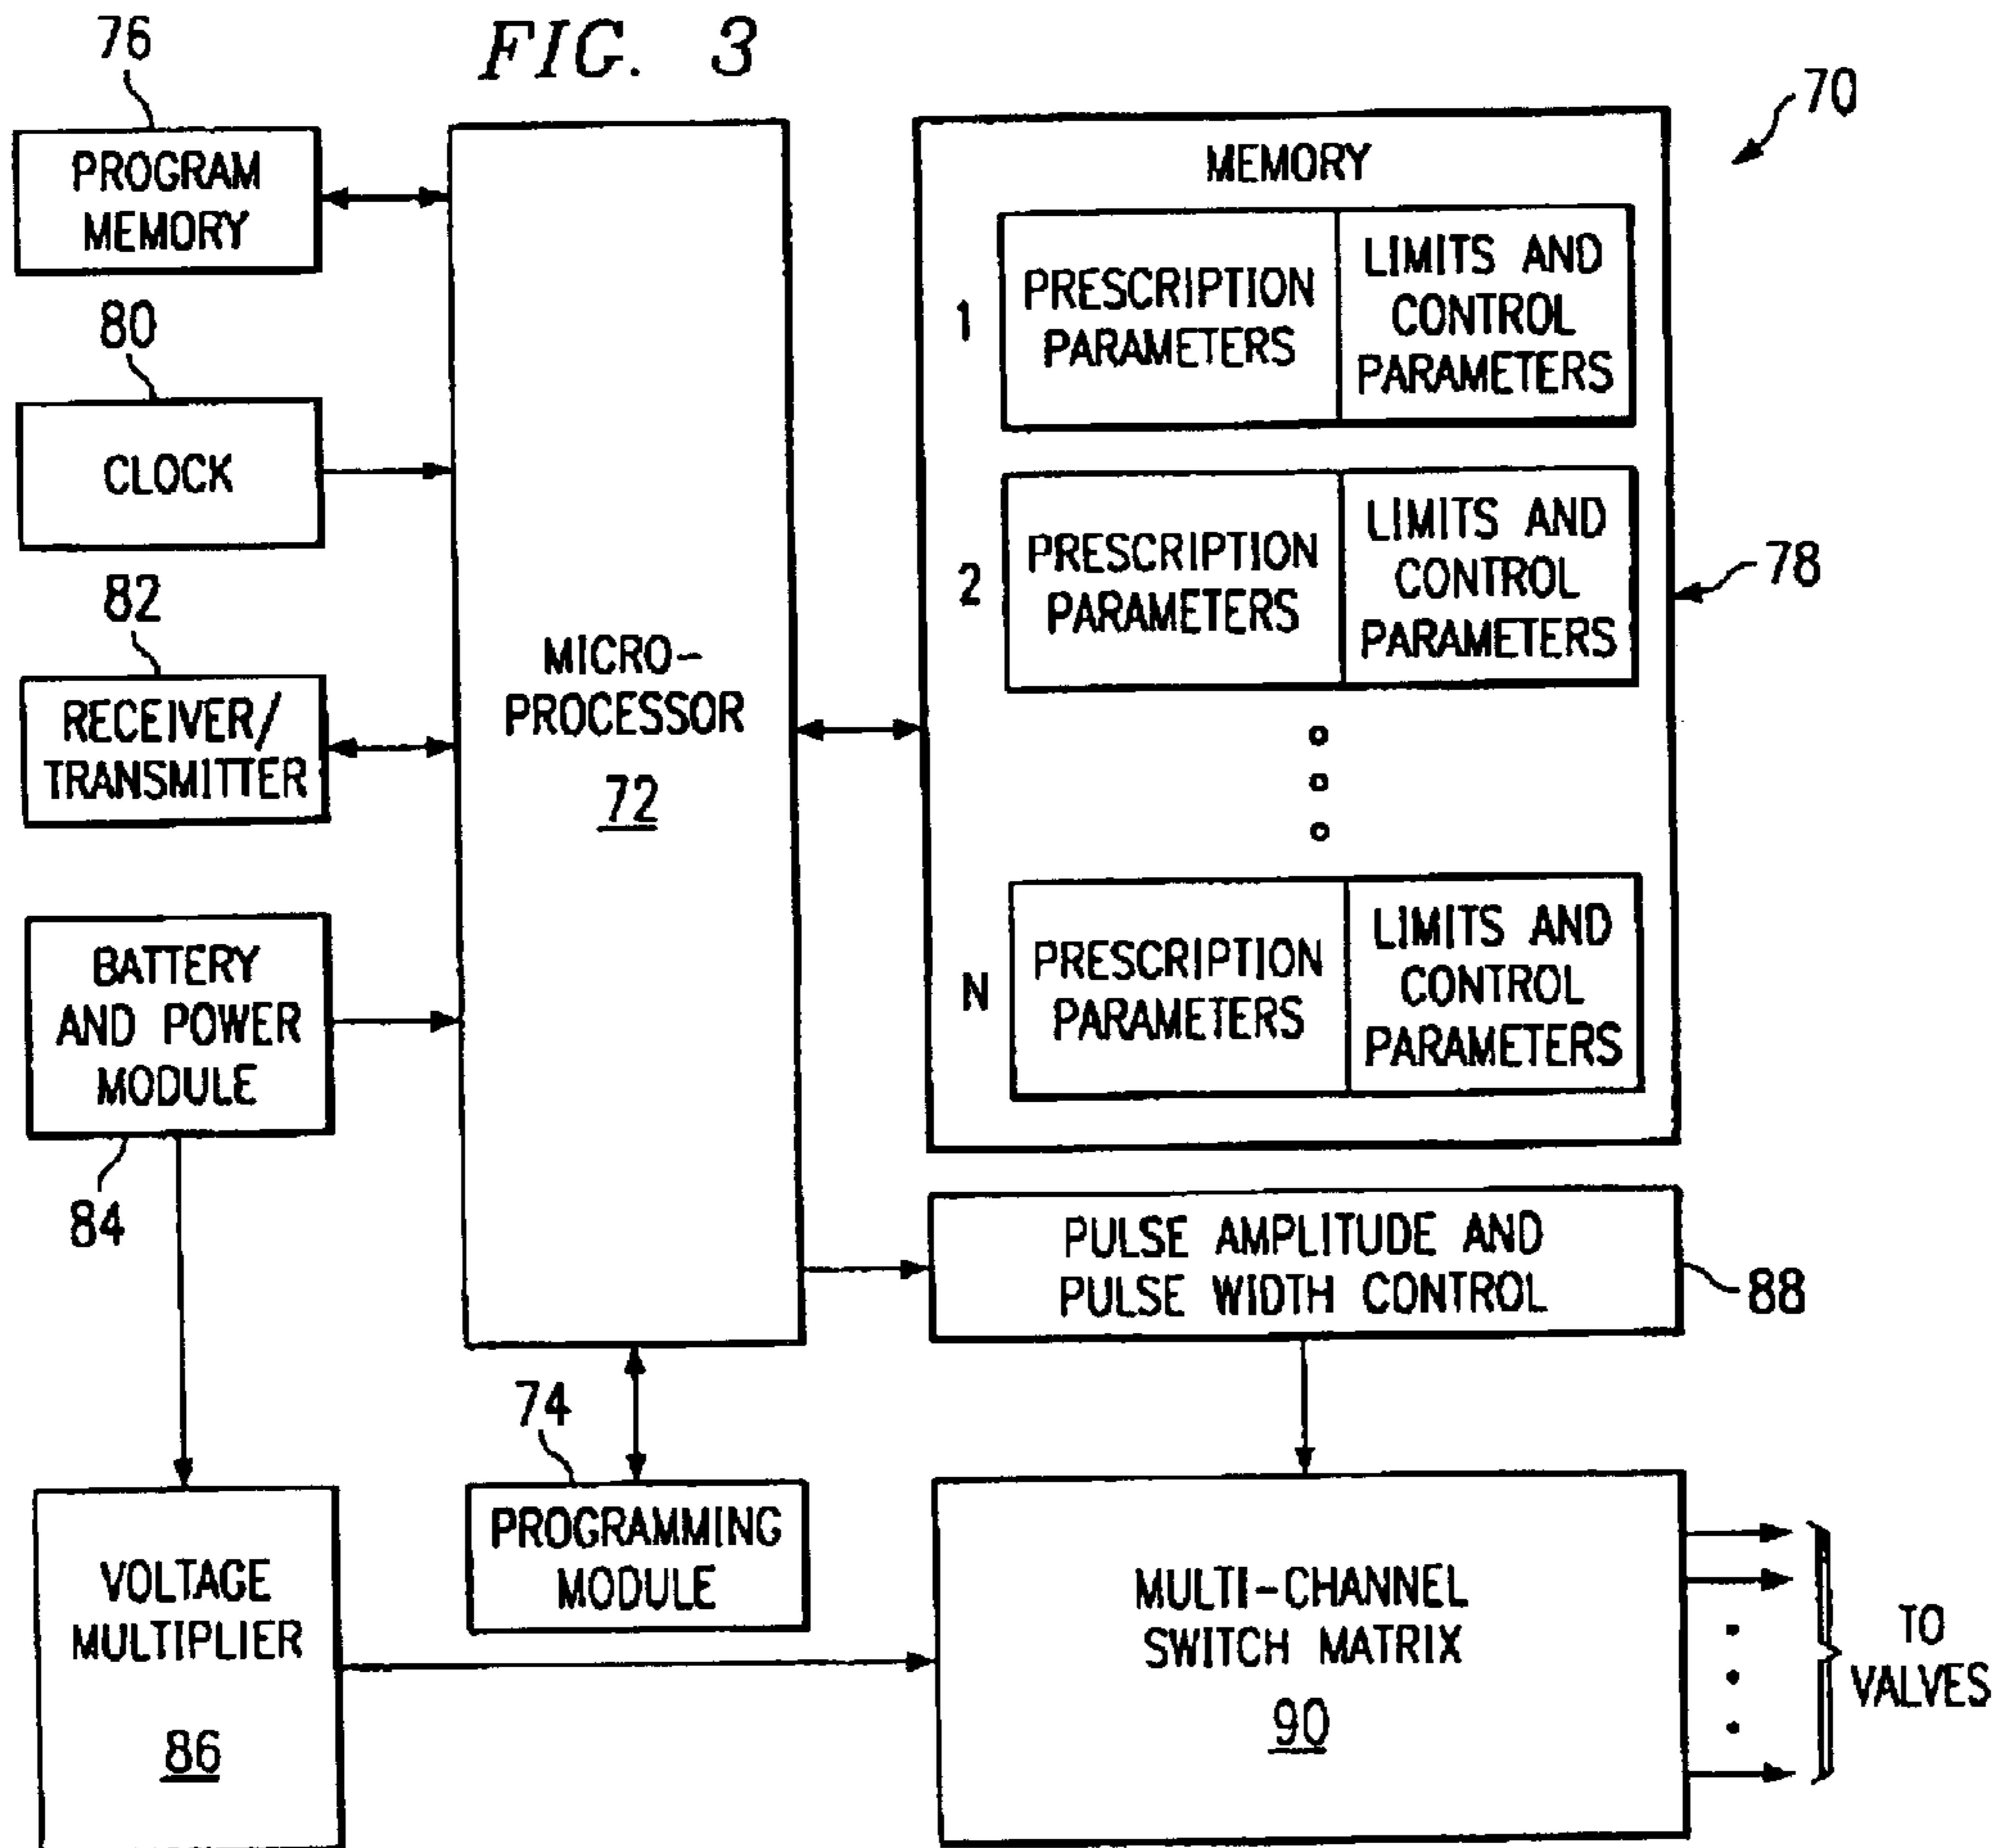 FIG. 3
76
PROGRAM
MEMORY
80
CLOCK
82
RECEIVER/
TRANSMITTER
BATTERY
AND POWER
MODULE
84
VOLTAGE
MULTIPLIER
86
MICRO-
PROCESSOR
72
74
PROGRAMMING
MODULE
70
MEMORY
1
PRESCRIPTION
PARAMETERS
LIMITS AND
CONTROL
PARAMETERS
2
PRESCRIPTION
PARAMETERS
LIMITS AND
CONTROL
PARAMETERS
78
N
PRESCRIPTION
PARAMETERS
LIMITS AND
CONTROL
PARAMETERS
PULSE AMPLITUDE AND
PULSE WIDTH CONTROL
88
MULTI-CHANNEL
SWITCH MATRIX
90
TO
VALVES